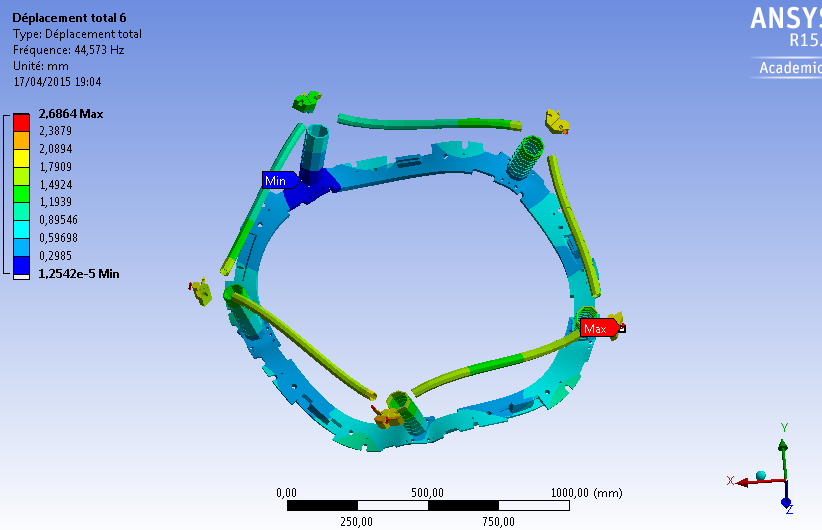 Déplacement total 6
Type: Déplacement total
Fréquence: 44,573 Hz
Unité: mm
17/04/2015 19:04
2,6864 Max
2,3879
2,0894
1,7909
1,4924
1,1939
0,89546
0,59698
0,2985
1,2542e-5 Min
ANSYS
R15.
Academic
Min
Max
0,00
500,00
1000,00 (mm)
250,00
750,00
Y
X
Z